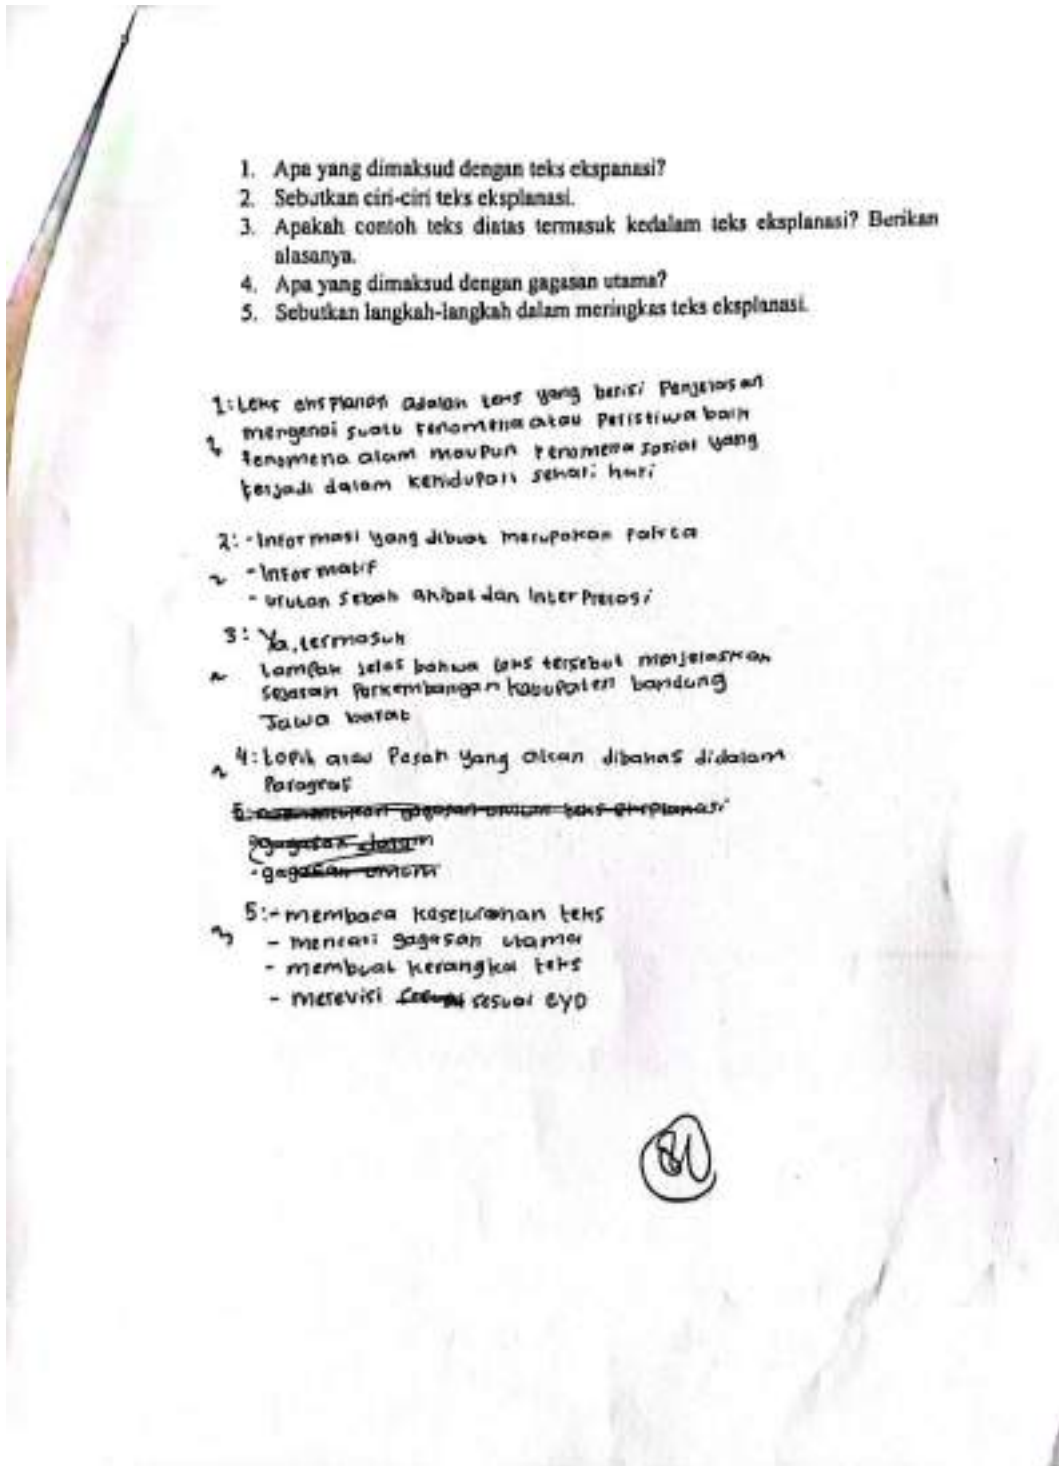 1. Apa yang dimaksud dengan teks ekspanasi?
2. Sebutkan ciri-ciri teks eksplanasi.
3. Apakah contoh teks diatas termasuk kedalam teks eksplanasi? Berikan
alasanya.
4. Apa yang dimaksud dengan gagasan utama?
5. Sebutkan langkah-langkah dalam meringkas teks eksplanasi.
1: teks eksplanasi adalah teks yang berisi Penjelasan
mengenai suatu fenomena atau Peristiwa baik
fenomena alam mauPun fenomena sosial yang
terjadi dalam kehidupan sehari hari
2: - Informasi yang dibuat merupakan fakta
2 - Informatif
- urutan sebab akibat dan InterPretasi
3: Ya, termasuk
tampak jelas bahwa teks tersebut menjelaskan
sejarah Perkembangan kabupaten bandung
Jawa barat
2 4: topik atau Pesan yang akan dibahas didalam
Paragraf
gagasan dalam
- gagasan umum
5: - membaca keseluruhan teks
3 - mencari gagasan utama
- membuat kerangka teks
- merevisi sesuai eyd
81